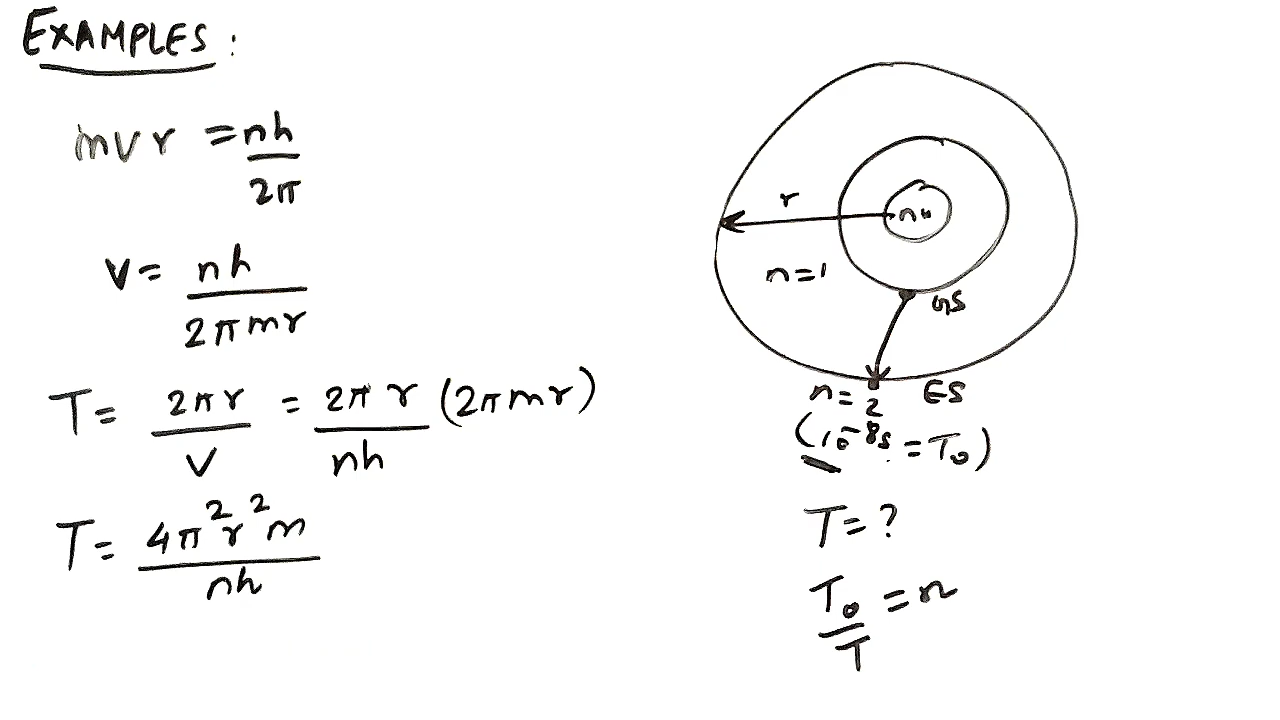 EXAMPLES:
mvr = nh/2π
v = nh/2πmr
T = 2πr/v = 2πr/nh (2πmr)
T = 4π²r²m/nh
r
nu
n=1
GS
n=2 ES
(10⁻⁸s = T₀)
T=?
T₀/T = n